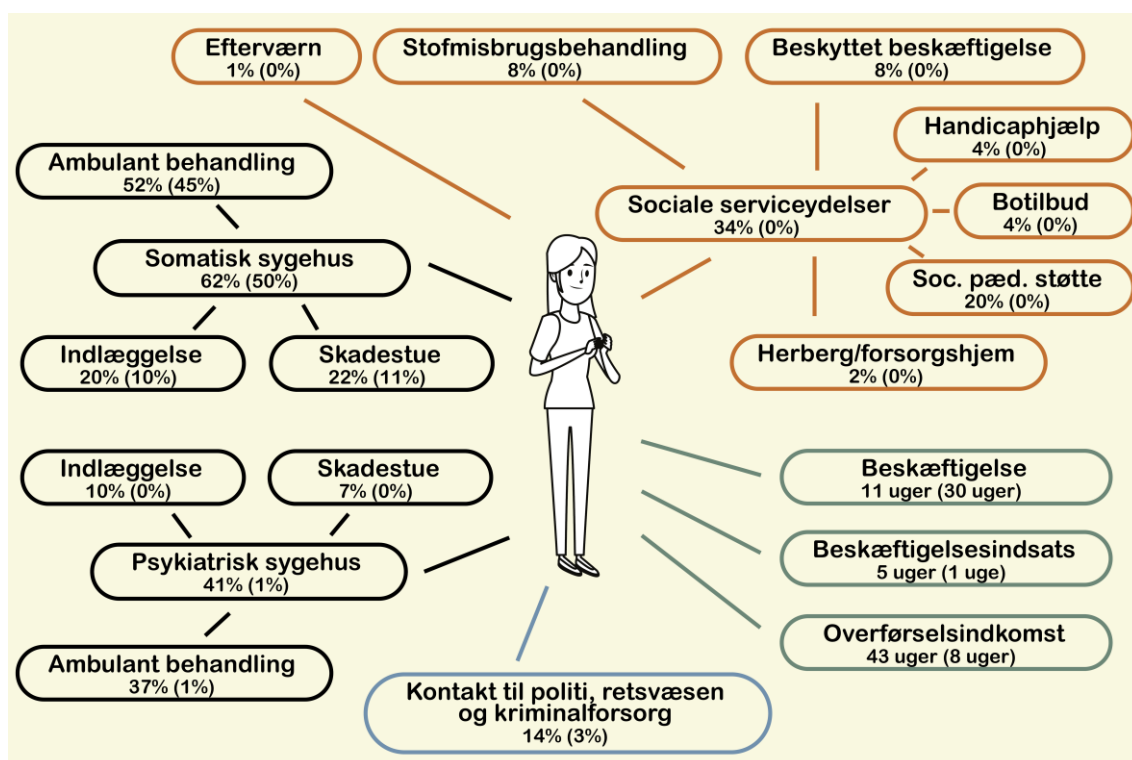 Efterværn
1% (0%)
Stofmisbrugsbehandling
8% (0%)
Beskyttet beskæftigelse
8% (0%)
Handicaphjælp
4% (0%)
Ambulant behandling
52% (45%)
Sociale serviceydelser
34% (0%)
Botilbud
4% (0%)
Somatisk sygehus
62% (50%)
Soc. pæd. støtte
20% (0%)
Indlæggelse
20% (10%)
Skadestue
22% (11%)
Herberg/forsorgshjem
2% (0%)
Indlæggelse
10% (0%)
Skadestue
7% (0%)
Beskæftigelse
11 uger (30 uger)
Psykiatrisk sygehus
41% (1%)
Beskæftigelsesindsats
5 uger (1 uge)
Overførselsindkomst
43 uger (8 uger)
Ambulant behandling
37% (1%)
Kontakt til politi, retsvæsen
og kriminalforsorg
14% (3%)